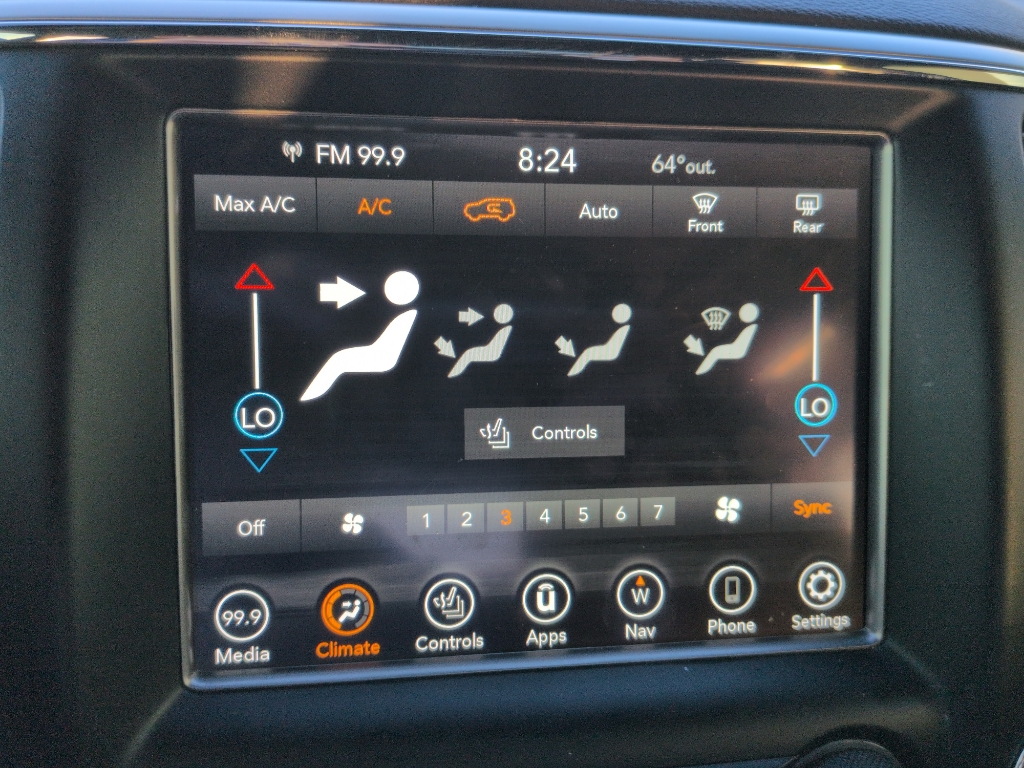 FM 99.9 8:24 64°out.
Max A/C A/C Auto Front Rear
LO LO
Controls
Off 1 2 3 4 5 6 7 Sync
99.9 W
Media Climate Controls Apps Nav Phone Settings